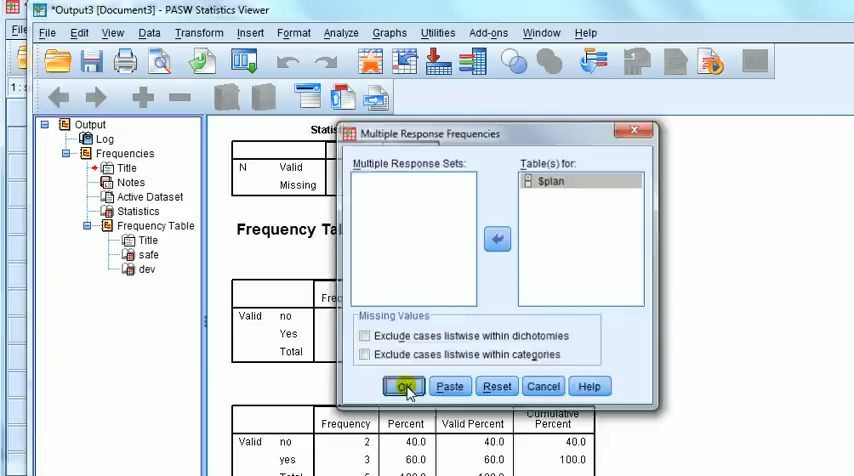 *Output3 [Document3] - PASW Statistics Viewer
File Edit View Data Transform Insert Format Analyze Graphs Utilities Add-ons Window Help
Output
Log
Frequencies
Title
Notes
Active Dataset
Statistics
Frequency Table
Title
safe
dev
N Valid
Missing
Valid no
Yes
Total
Frequency Percent Valid Percent Cumulative Percent
Valid no 2 40.0 40.0 40.0
yes 3 60.0 60.0 100.0
Multiple Response Frequencies
Multiple Response Sets:
Table(s) for:
$plan
Missing Values
Exclude cases listwise within dichotomies
Exclude cases listwise within categories
OK Paste Reset Cancel Help